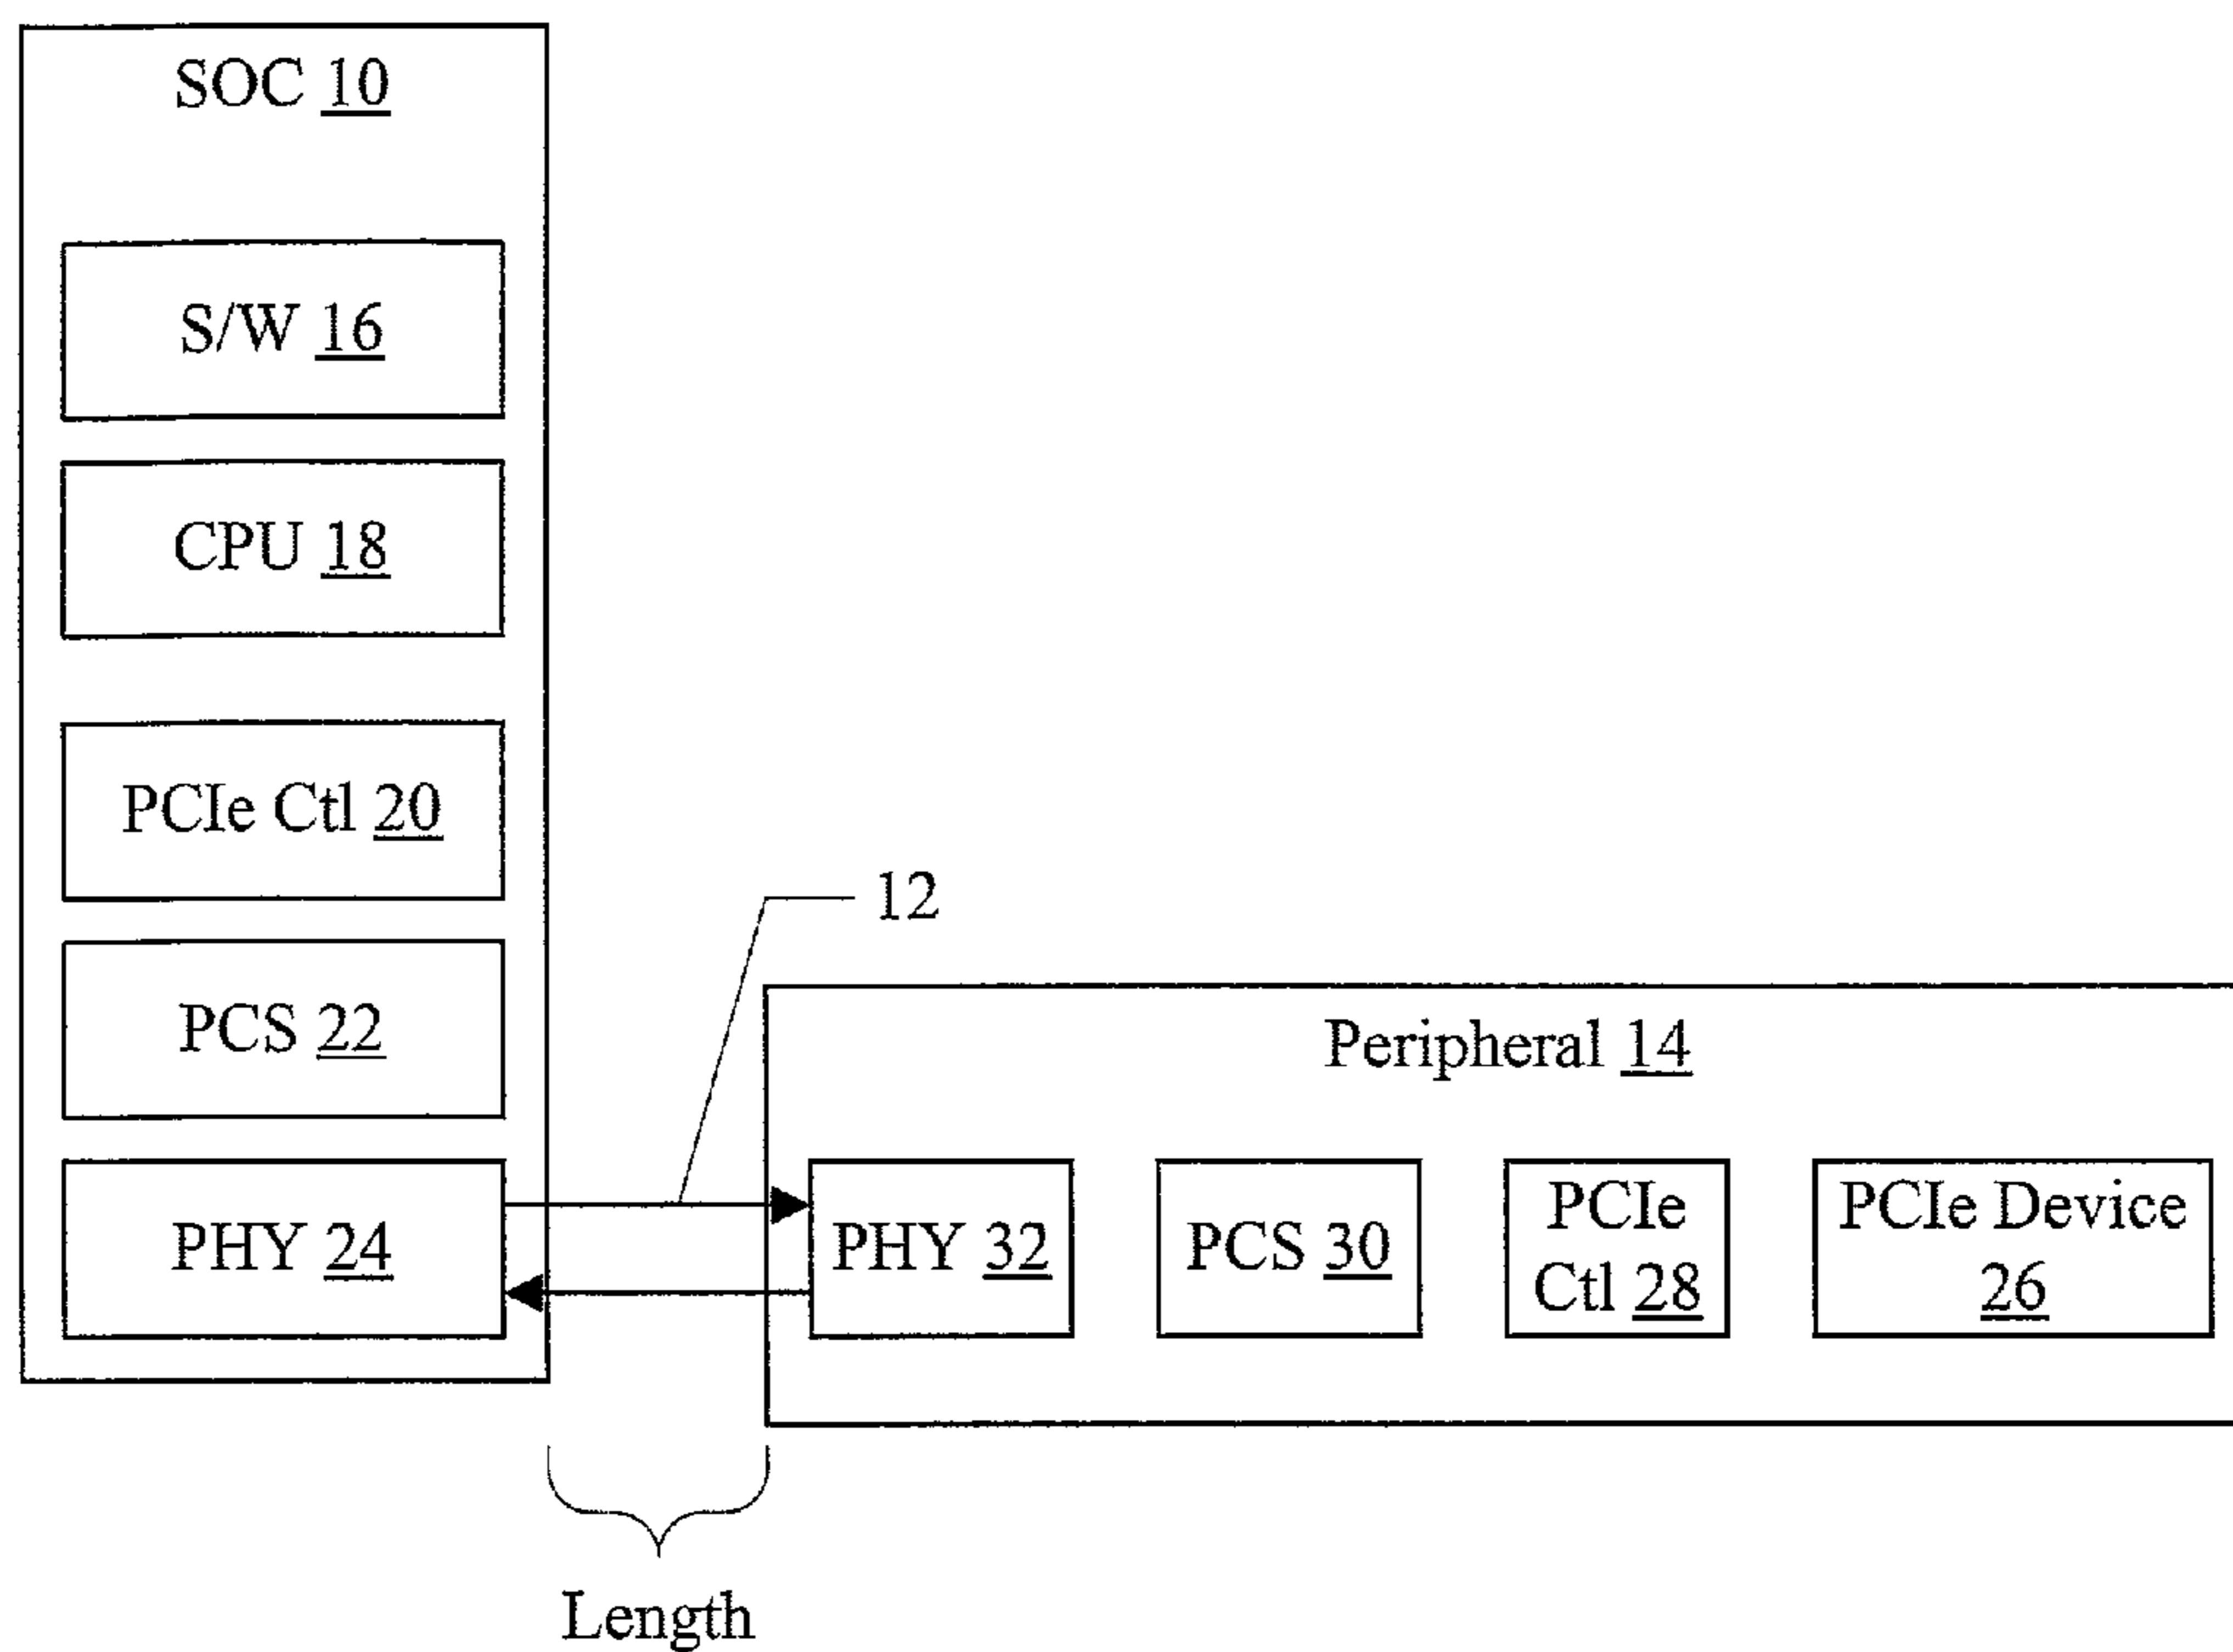 SOC 10
S/W 16
CPU 18
PCIe Ctl 20
12
PCS 22
Peripheral 14
PHY 24
PHY 32
PCS 30
PCIe
Ctl 28
PCIe Device
26
Length